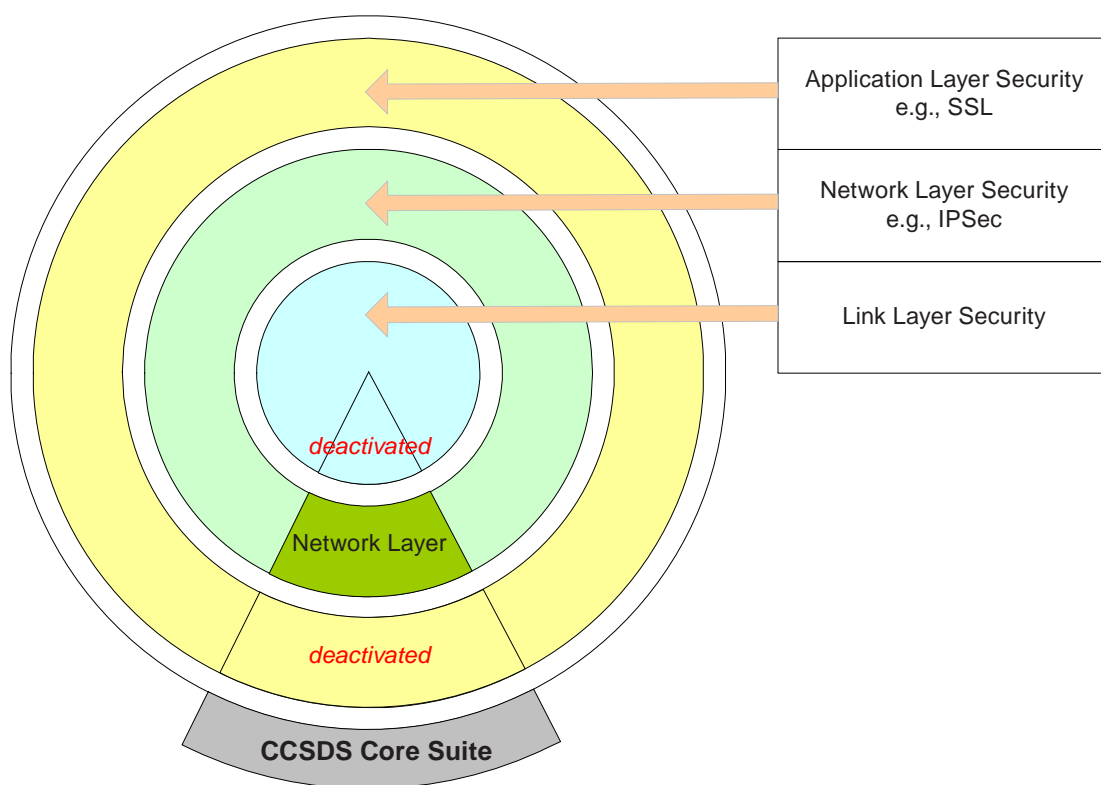 Application Layer Security
e.g., SSL
Network Layer Security
e.g., IPSec
Link Layer Security
deactivated
Network Layer
deactivated
CCSDS Core Suite